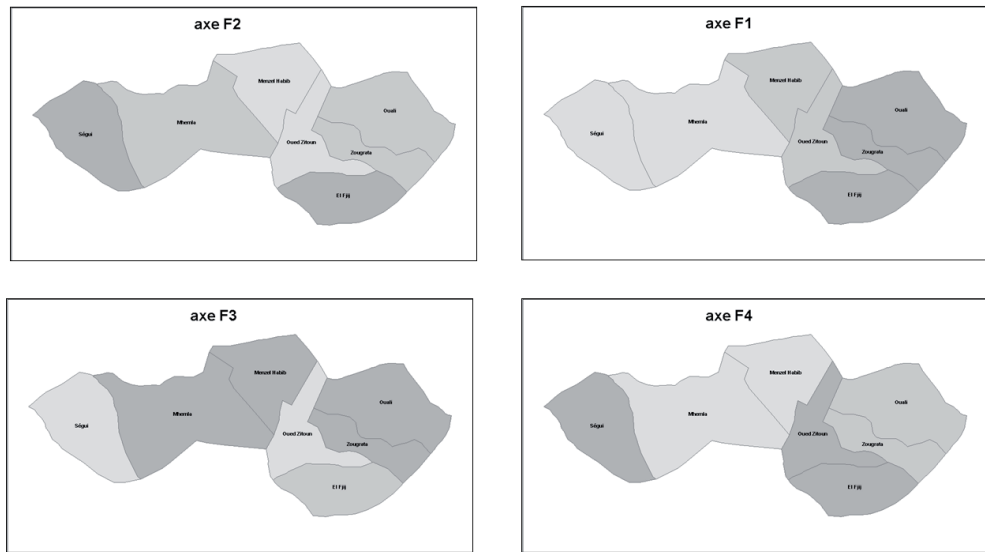 axe F2
Menzel Habib
Ouali
Ségui
Mhemla
Oued Zitoun
Zougrata
El Fjij
axe F1
Menzel Habib
Ouali
Ségui
Mhemla
Oued Zitoun
Zougrata
El Fjij
axe F3
Menzel Habib
Ouali
Mhemla
Ségui
Oued Zitoun
Zougrata
El Fjij
axe F4
Menzel Habib
Ouali
Mhemla
Ségui
Oued Zitoun
Zougrata
El Fjij